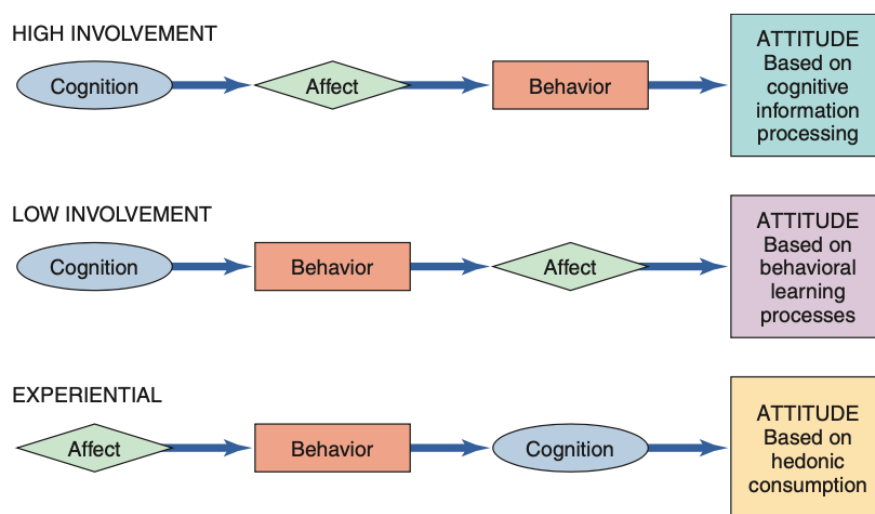 HIGH INVOLVEMENT
Cognition
Affect
Behavior
ATTITUDE
Based on
cognitive
information
processing
LOW INVOLVEMENT
Cognition
Behavior
Affect
ATTITUDE
Based on
behavioral
learning
processes
EXPERIENTIAL
Affect
Behavior
Cognition
ATTITUDE
Based on
hedonic
consumption